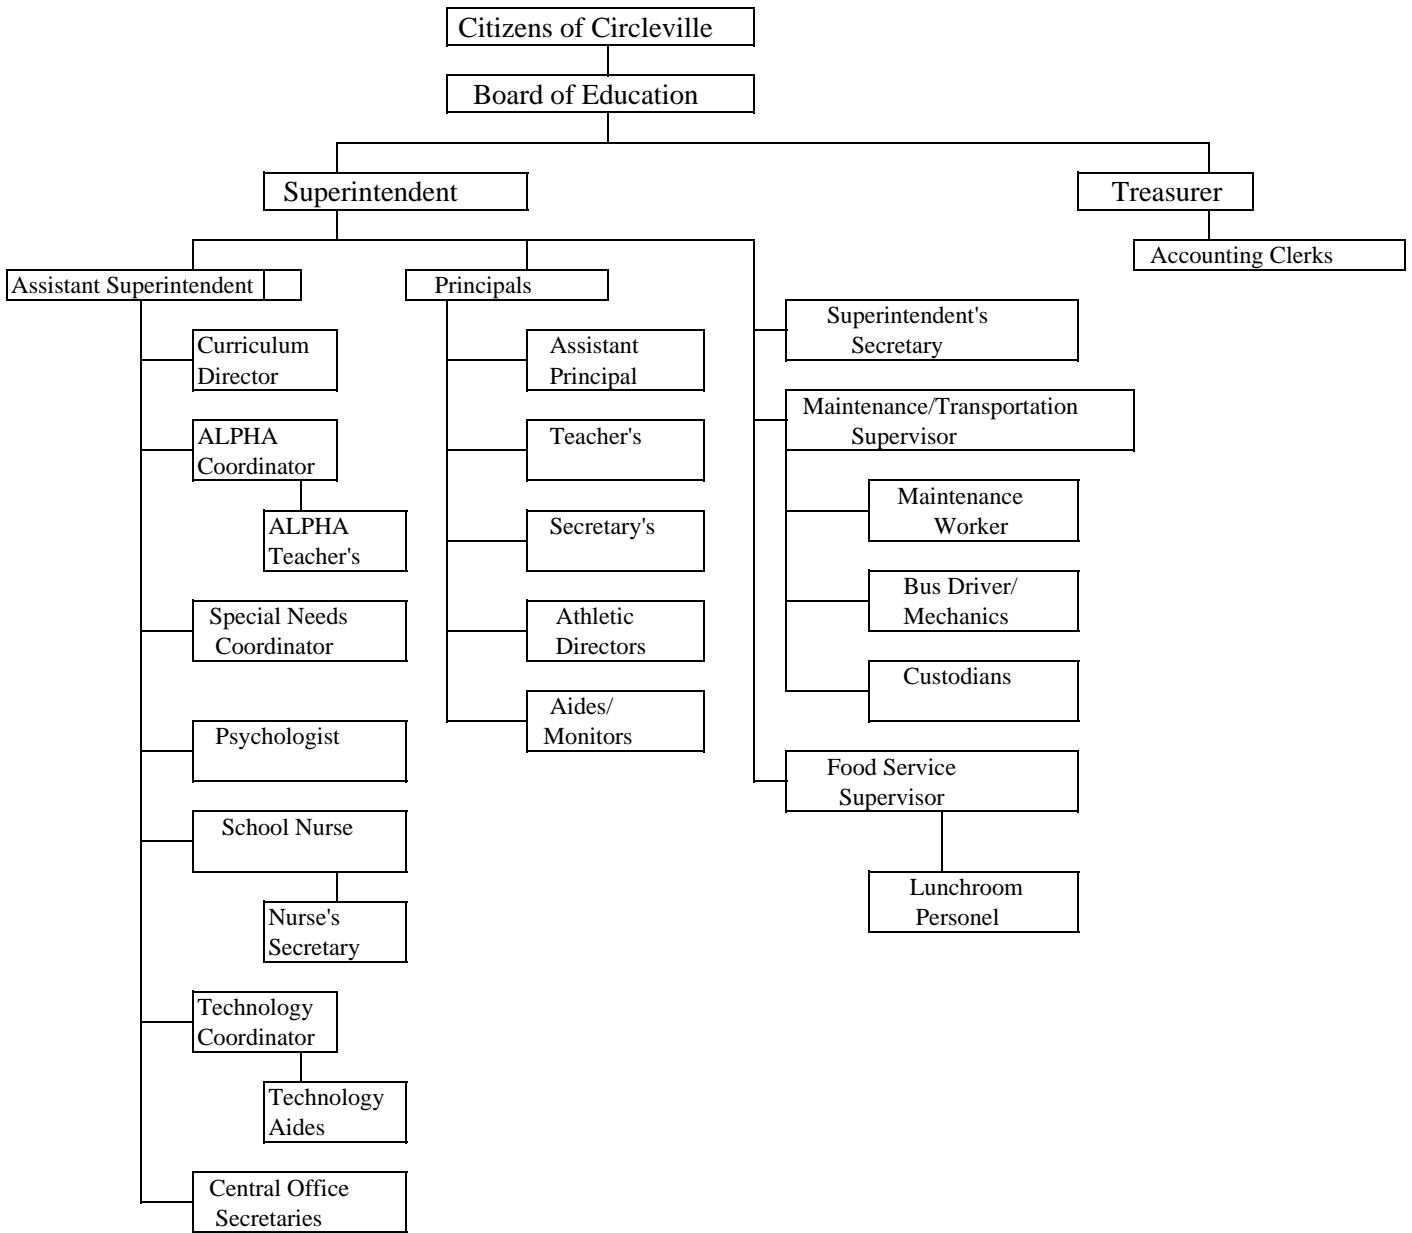 Citizens of Circleville
Board of Education
Superintendent
Treasurer
Accounting Clerks
Assistant Superintendent
Curriculum
Director
ALPHA
Coordinator
ALPHA
Teacher's
Special Needs
Coordinator
Psychologist
School Nurse
Nurse's
Secretary
Technology
Coordinator
Technology
Aides
Central Office
Secretaries
Principals
Assistant
Principal
Teacher's
Secretary's
Athletic
Directors
Aides/
Monitors
Superintendent's
Secretary
Maintenance/Transportation
Supervisor
Maintenance
Worker
Bus Driver/
Mechanics
Custodians
Food Service
Supervisor
Lunchroom
Personel